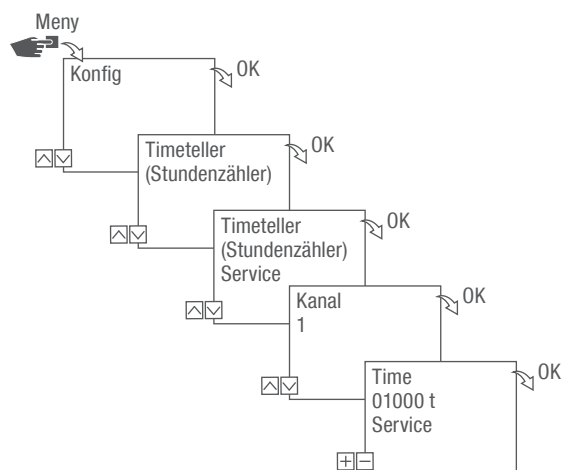 Meny
Konfig
OK
Timeteller
(Stundenzähler)
OK
Timeteller
(Stundenzähler)
Service
OK
Kanal
1
OK
Time
01000 t
Service
OK
+ −